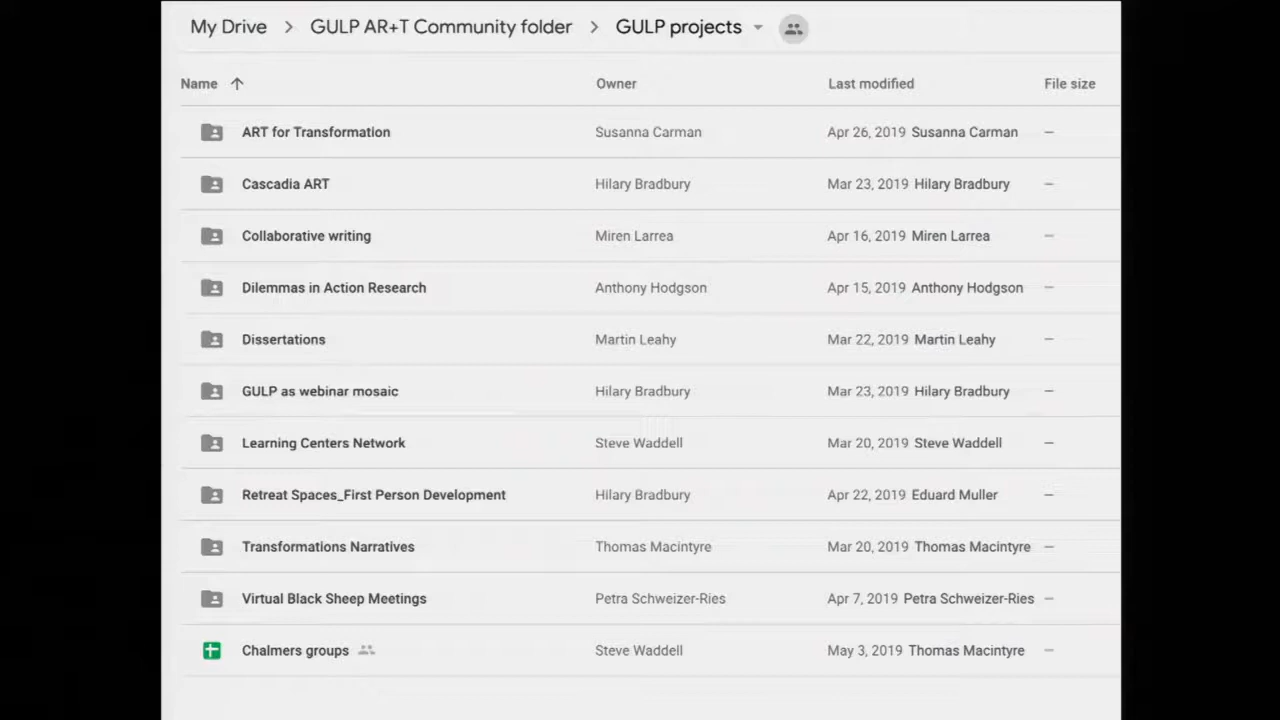 My Drive > GULP AR+T Community folder > GULP projects
Name ↑ Owner Last modified File size
ART for Transformation Susanna Carman Apr 26, 2019 Susanna Carman –
Cascadia ART Hilary Bradbury Mar 23, 2019 Hilary Bradbury –
Collaborative writing Miren Larrea Apr 16, 2019 Miren Larrea –
Dilemmas in Action Research Anthony Hodgson Apr 15, 2019 Anthony Hodgson –
Dissertations Martin Leahy Mar 22, 2019 Martin Leahy –
GULP as webinar mosaic Hilary Bradbury Mar 23, 2019 Hilary Bradbury –
Learning Centers Network Steve Waddell Mar 20, 2019 Steve Waddell –
Retreat Spaces_First Person Development Hilary Bradbury Apr 22, 2019 Eduard Muller –
Transformations Narratives Thomas Macintyre Mar 20, 2019 Thomas Macintyre –
Virtual Black Sheep Meetings Petra Schweizer-Ries Apr 7, 2019 Petra Schweizer-Ries –
Chalmers groups Steve Waddell May 3, 2019 Thomas Macintyre –